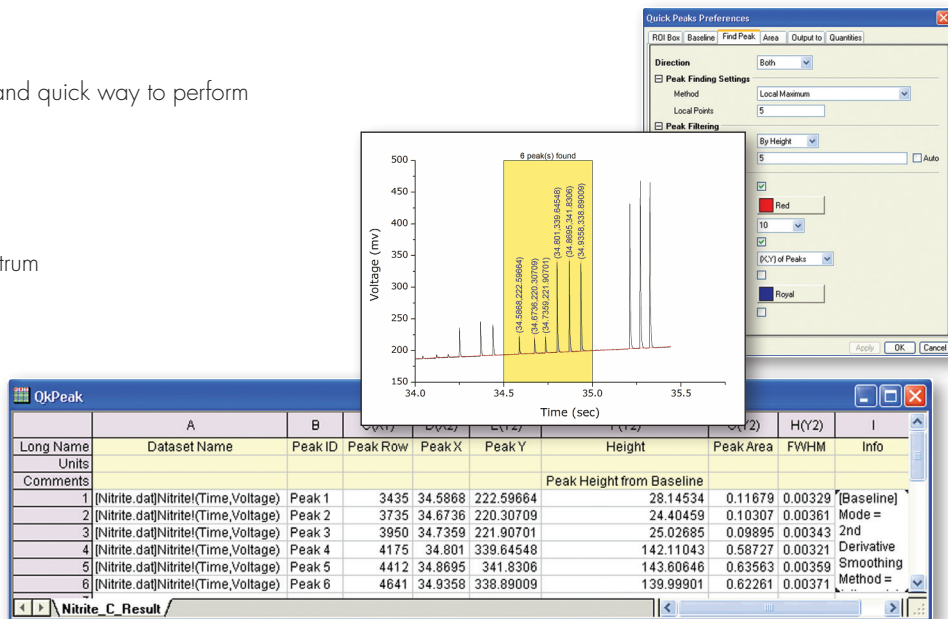 and quick way to perform
trum
Quick Peaks Preferences
ROI Box Baseline Find Peak Area Output to Quantities
Direction Both
Peak Finding Settings
Method Local Maximum
Local Points 5
Peak Filtering
By Height
5 Auto
Red
10
(X,Y) of Peaks
Royal
Apply OK Cancel
6 peak(s) found
500
450
400
350
300
250
200
150
Voltage (mv)
(34.5868,222.59664)
(34.6736,220.30709)
(34.7359,221.90701)
(34.801,339.64548)
(34.8695,341.8306)
(34.9358,338.89009)
34.0 34.5 35.0 35.5
Time (sec)
QkPeak
A B H(Y2) I
Long Name Dataset Name Peak ID Peak Row Peak X Peak Y Height Peak Area FWHM Info
Units
Comments Peak Height from Baseline
1 [Nitrite.dat]Nitrite!(Time,Voltage) Peak 1 3435 34.5868 222.59664 28.14534 0.11679 0.00329 [Baseline]
2 [Nitrite.dat]Nitrite!(Time,Voltage) Peak 2 3735 34.6736 220.30709 24.40459 0.10307 0.00361 Mode =
3 [Nitrite.dat]Nitrite!(Time,Voltage) Peak 3 3950 34.7359 221.90701 25.02685 0.09895 0.00343 2nd
4 [Nitrite.dat]Nitrite!(Time,Voltage) Peak 4 4175 34.801 339.64548 142.11043 0.58727 0.00321 Derivative
5 [Nitrite.dat]Nitrite!(Time,Voltage) Peak 5 4412 34.8695 341.8306 143.60646 0.63563 0.00359 Smoothing
6 [Nitrite.dat]Nitrite!(Time,Voltage) Peak 6 4641 34.9358 338.89009 139.99901 0.62261 0.00371 Method =
Nitrite_C_Result